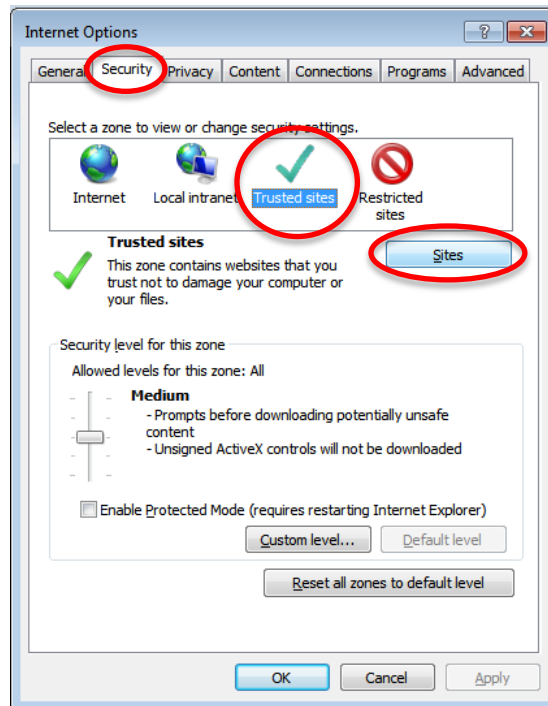 Internet Options
General Security Privacy Content Connections Programs Advanced
Select a zone to view or change security settings.
Internet Local intranet Trusted sites Restricted
sites
Trusted sites
Sites
This zone contains websites that you
trust not to damage your computer or
your files.
Security level for this zone
Allowed levels for this zone: All
Medium
- Prompts before downloading potentially unsafe
content
- Unsigned ActiveX controls will not be downloaded
Enable Protected Mode (requires restarting Internet Explorer)
Custom level... Default level
Reset all zones to default level
OK Cancel Apply